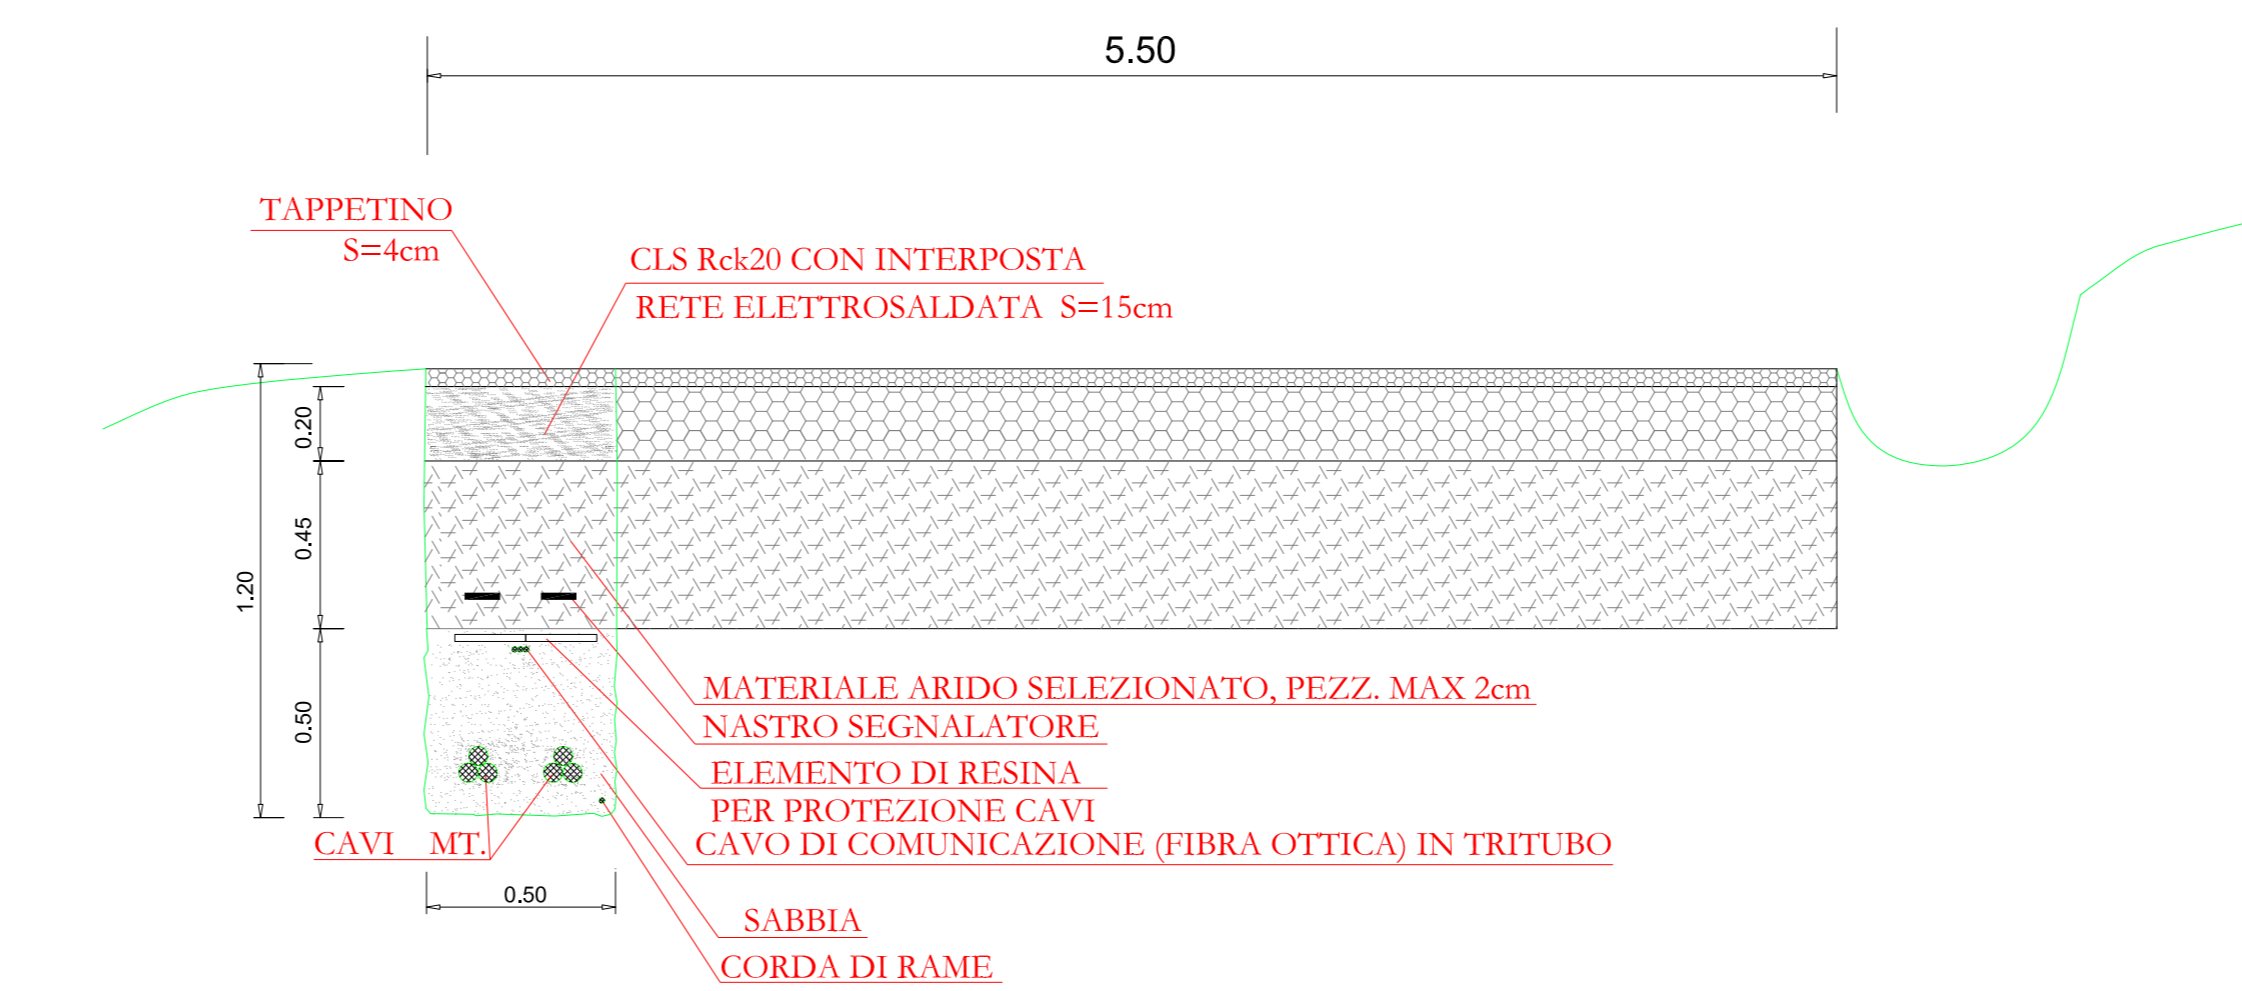 5.50
TAPPETINO
S=4cm
CLS Rck20 CON INTERPOSTA
RETE ELETTROSALDATA S=15cm
0.20
0.45
1.20
0.50
MATERIALE ARIDO SELEZIONATO, PEZZ. MAX 2cm
NASTRO SEGNALATORE
ELEMENTO DI RESINA
PER PROTEZIONE CAVI
CAVI MT.
CAVO DI COMUNICAZIONE (FIBRA OTTICA) IN TRITUBO
0.50
SABBIA
CORDA DI RAME